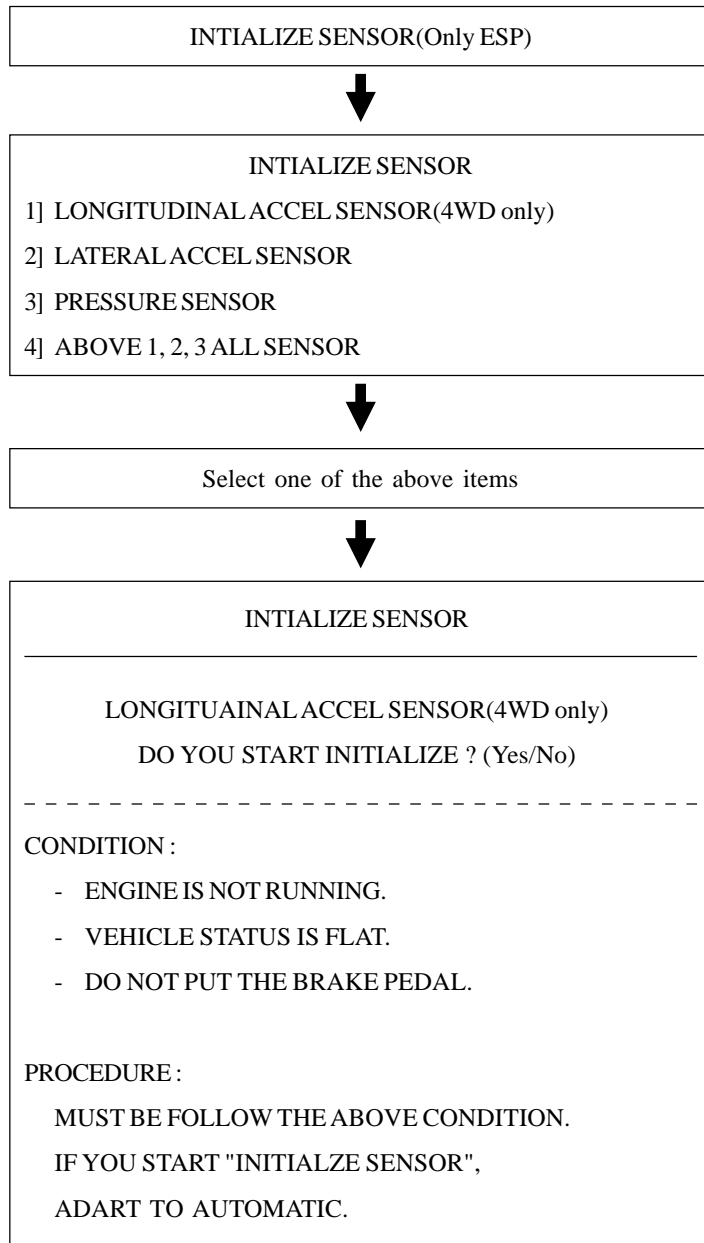 INTIALIZE SENSOR(Only ESP)
INTIALIZE SENSOR
1] LONGITUDINAL ACCEL SENSOR(4WD only)
2] LATERAL ACCEL SENSOR
3] PRESSURE SENSOR
4] ABOVE 1, 2, 3 ALL SENSOR
Select one of the above items
INTIALIZE SENSOR
LONGITUAINAL ACCEL SENSOR(4WD only)
DO YOU START INITIALIZE ? (Yes/No)
CONDITION :
- ENGINE IS NOT RUNNING.
- VEHICLE STATUS IS FLAT.
- DO NOT PUT THE BRAKE PEDAL.
PROCEDURE :
MUST BE FOLLOW THE ABOVE CONDITION.
IF YOU START "INITIALZE SENSOR",
ADART TO AUTOMATIC.